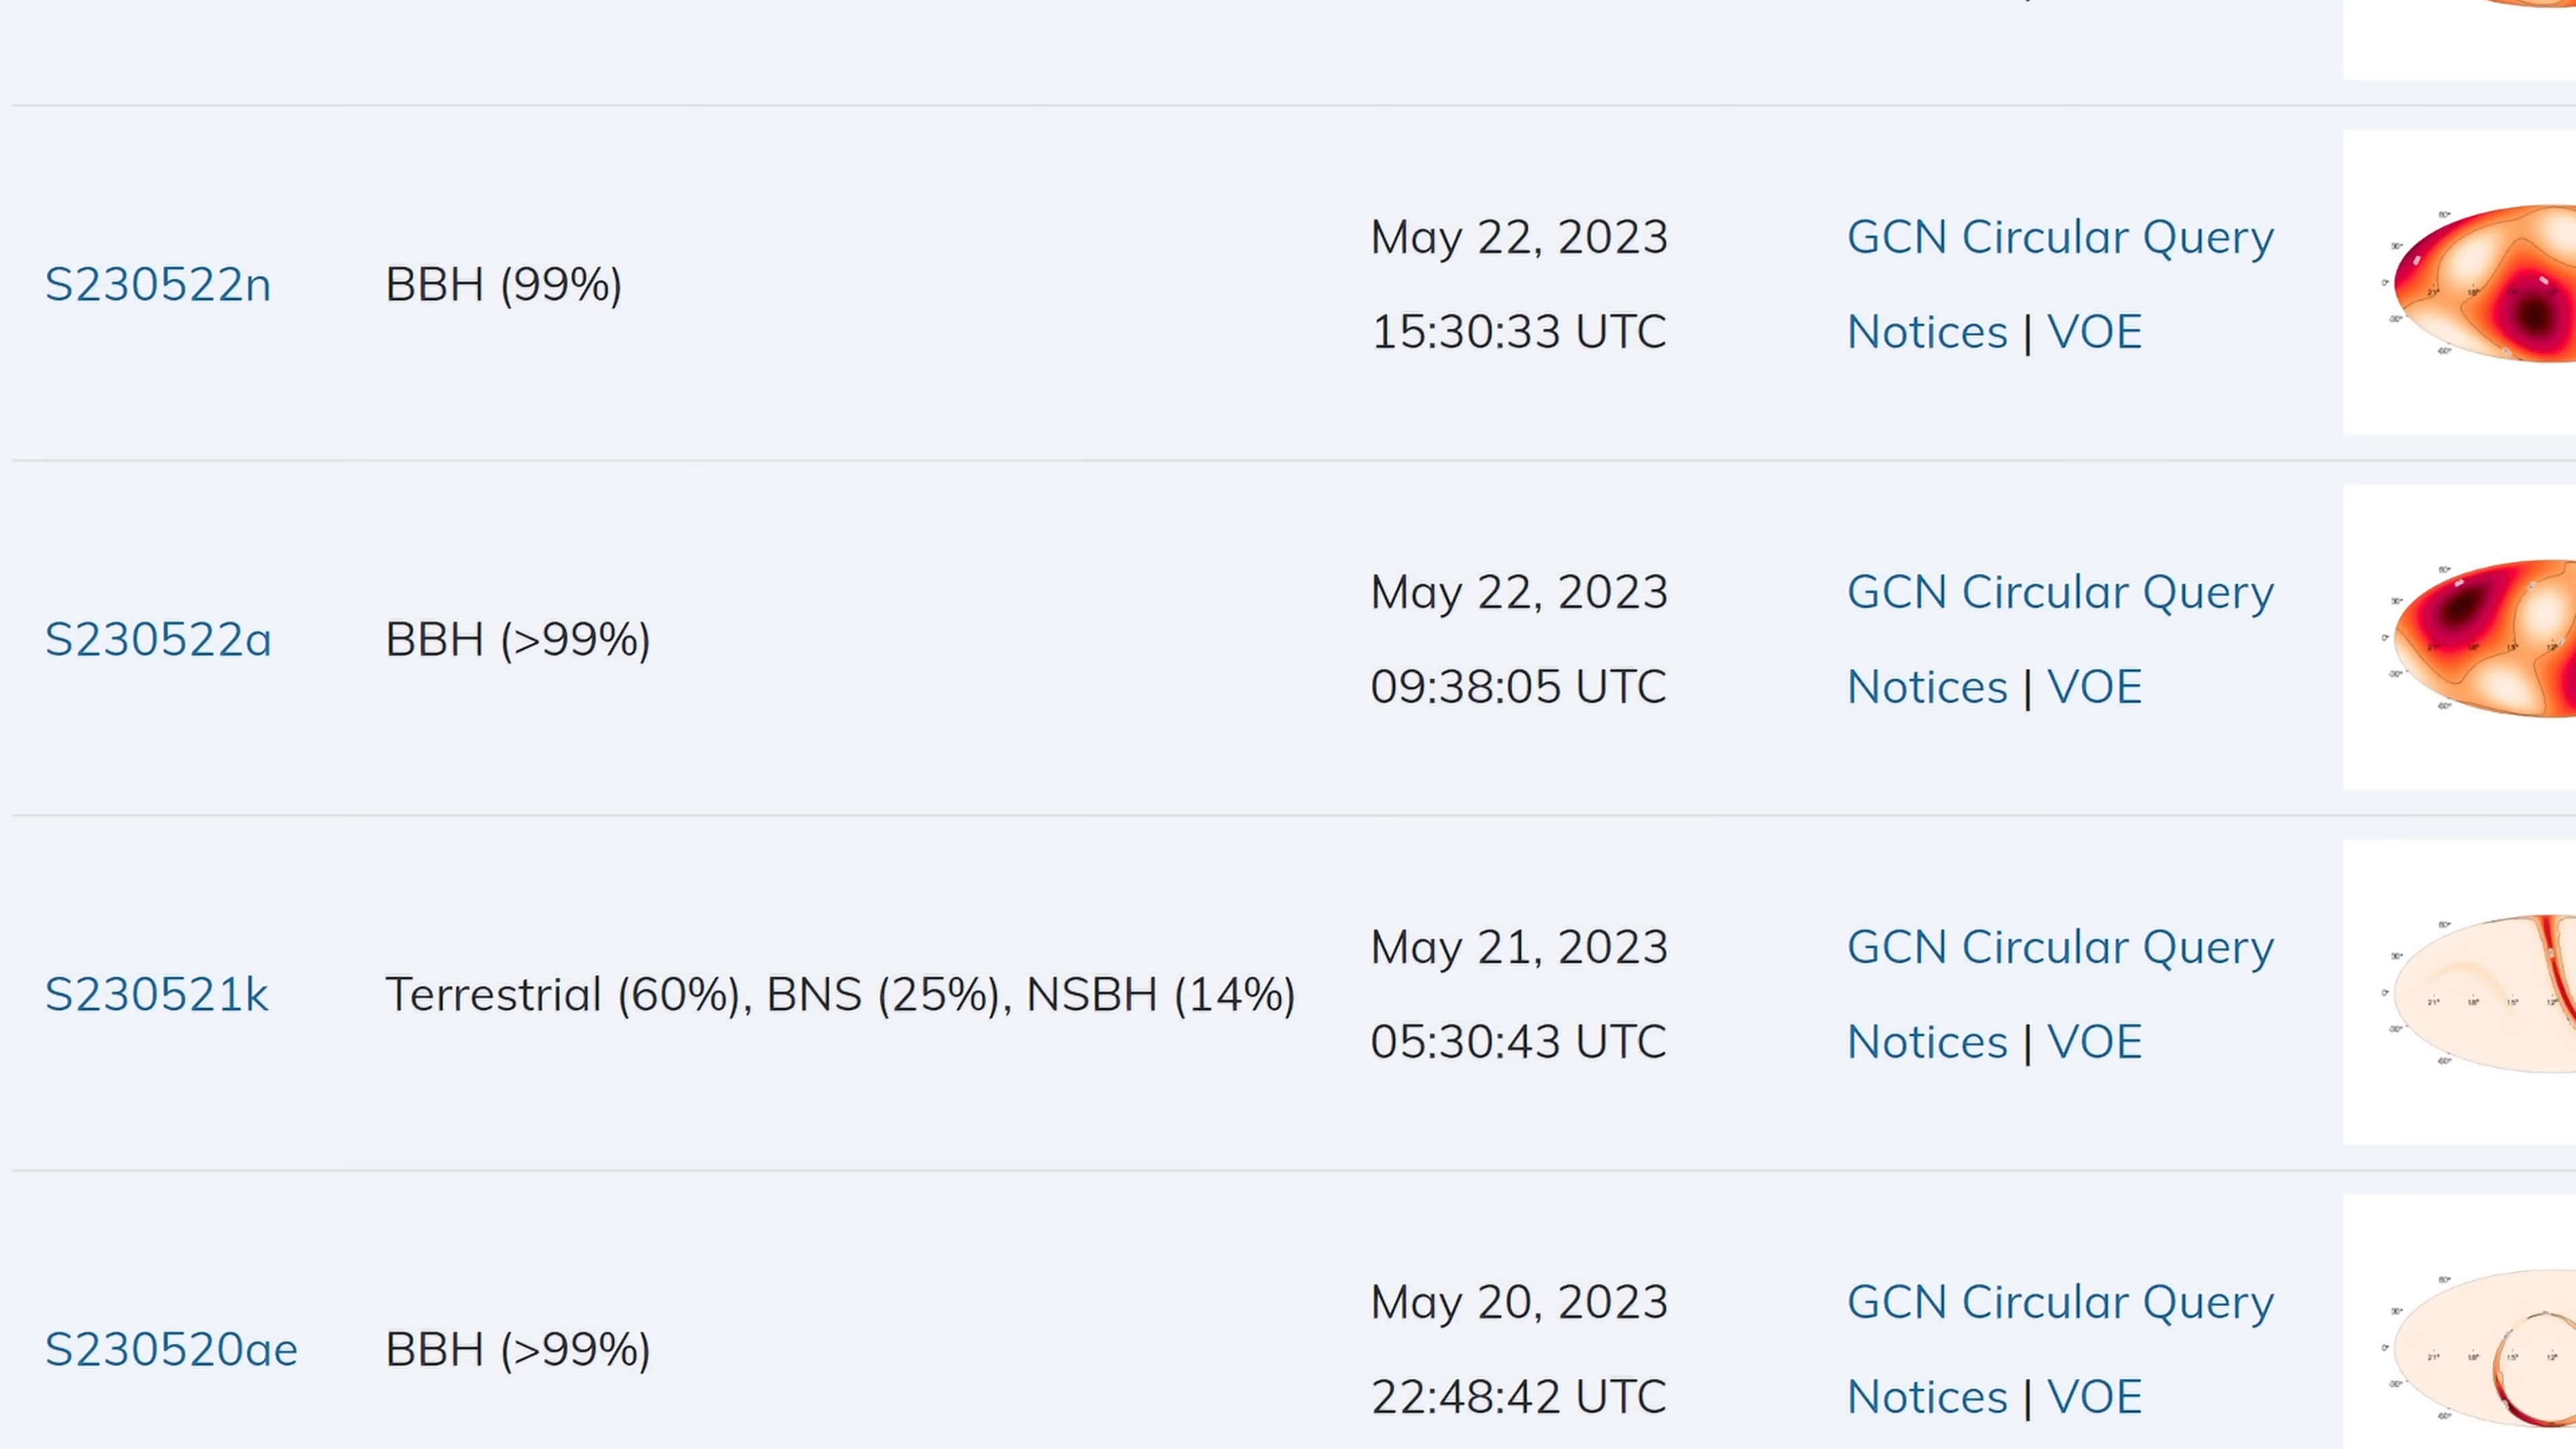 S230522n BBH (99%) May 22, 2023 GCN Circular Query
15:30:33 UTC Notices | VOE
S230522a BBH (>99%) May 22, 2023 GCN Circular Query
09:38:05 UTC Notices | VOE
S230521k Terrestrial (60%), BNS (25%), NSBH (14%) May 21, 2023 GCN Circular Query
05:30:43 UTC Notices | VOE
S230520ae BBH (>99%) May 20, 2023 GCN Circular Query
22:48:42 UTC Notices | VOE